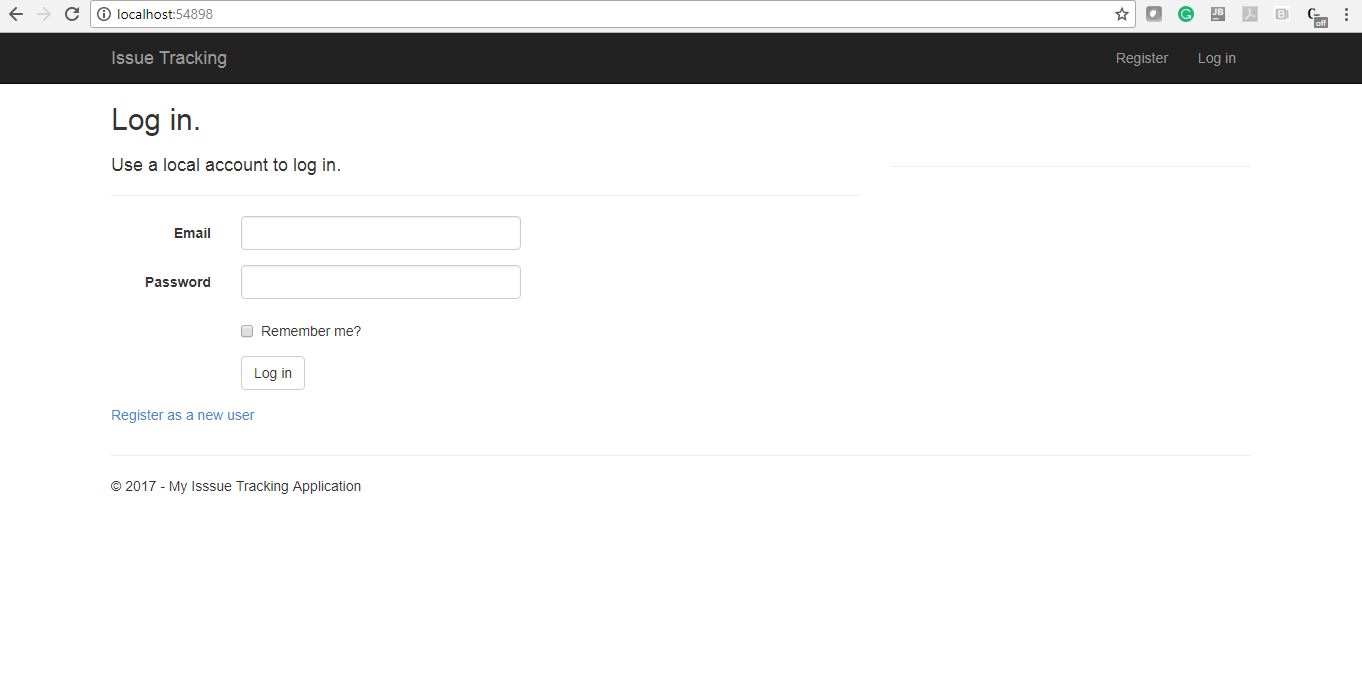 localhost:54898
JB
B
off
Issue Tracking
Register
Log in
Log in.
Use a local account to log in.
Email
Password
Remember me?
Log in
Register as a new user
© 2017 - My Isssue Tracking Application